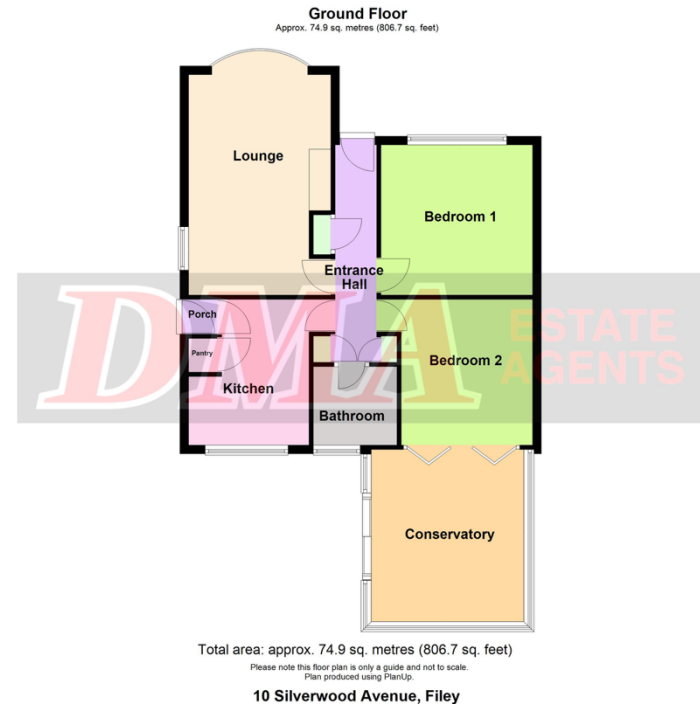 Ground Floor
Approx. 74.9 sq. metres (806.7 sq. feet)
Lounge
Bedroom 1
Entrance
Hall
Porch
Pantry
Kitchen
Bedroom 2
Bathroom
DMA
ESTATE
AGENTS
Conservatory
Total area: approx. 74.9 sq. metres (806.7 sq. feet)
Please note this floor plan is only a guide and not to scale.
Plan produced using PlanUp.
10 Silverwood Avenue, Filey